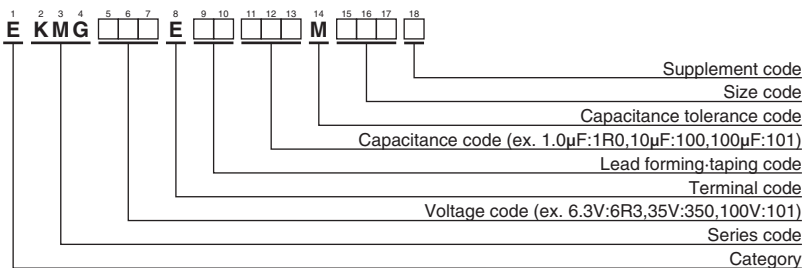 1 2 3 4 5 6 7 8 9 10 11 12 13 14 15 16 17 18
E KMG E M
Supplement code
Size code
Capacitance tolerance code
Capacitance code (ex. 1.0µF:1R0,10µF:100,100µF:101)
Lead forming·taping code
Terminal code
Voltage code (ex. 6.3V:6R3,35V:350,100V:101)
Series code
Category